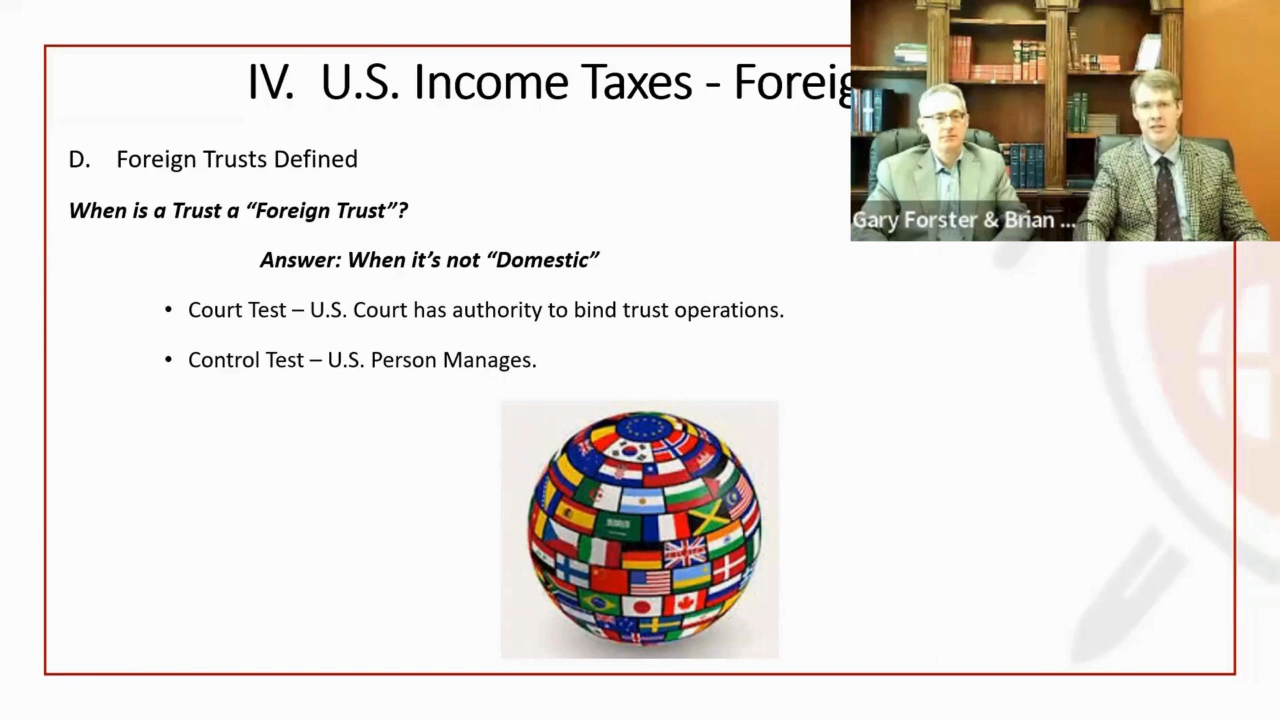 IV. U.S. Income Taxes - Foreig
D. Foreign Trusts Defined
When is a Trust a “Foreign Trust”?
Gary Forster & Brian ...
Answer: When it’s not “Domestic”
• Court Test – U.S. Court has authority to bind trust operations.
• Control Test – U.S. Person Manages.